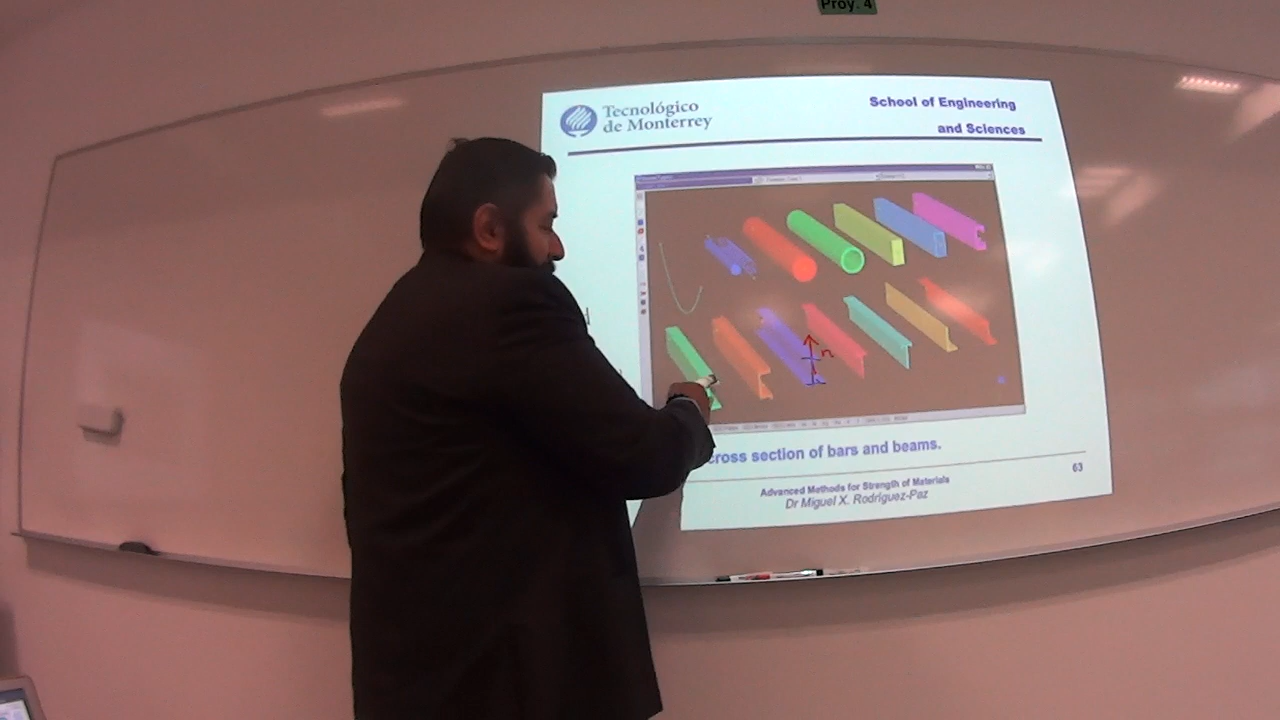 Proy. 4
Tecnológico
de Monterrey
School of Engineering
and Sciences
cross section of bars and beams.
63
Advanced Methods for Strength of Materials
Dr Miguel X. Rodríguez-Paz